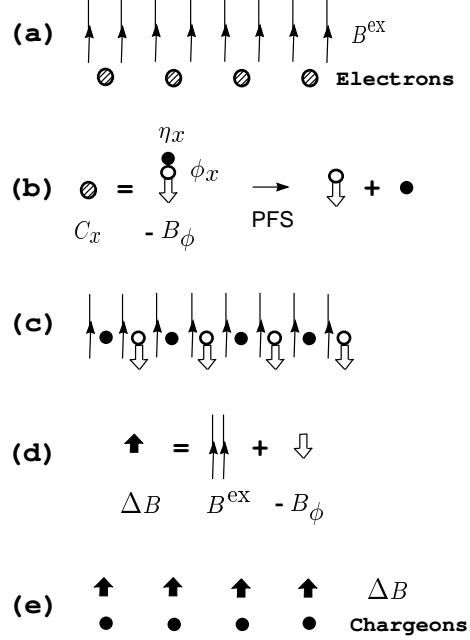 (a) B^ex
Electrons
η_x
(b) = ϕ_x +
C_x - B_ϕ PFS
(c)
(d) = +
ΔB B^ex - B_ϕ
ΔB
(e)
Chargeons